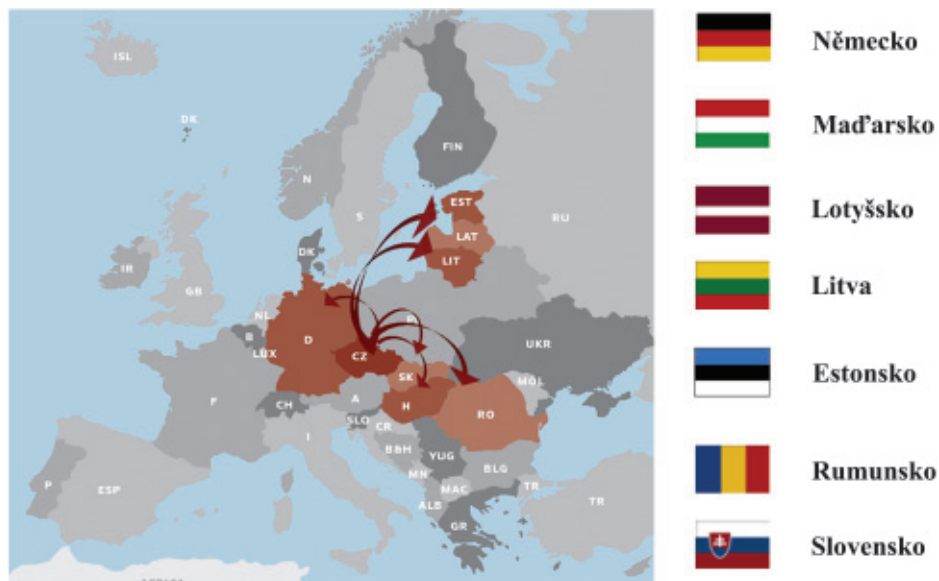 ISL
DK
FIN
N
S
RU
EST
LAT
LIT
DK
IR
GB
NL
B
LUX
D
CZ
UKR
SK
MOL
F
CH
A
H
RO
SLO
CR
I
B&H
YUG
BLG
MN
MAC
ALB
TR
TR
GR
P
ESP
Německo
Maďarsko
Lotyšsko
Litva
Estonsko
Rumunsko
Slovensko